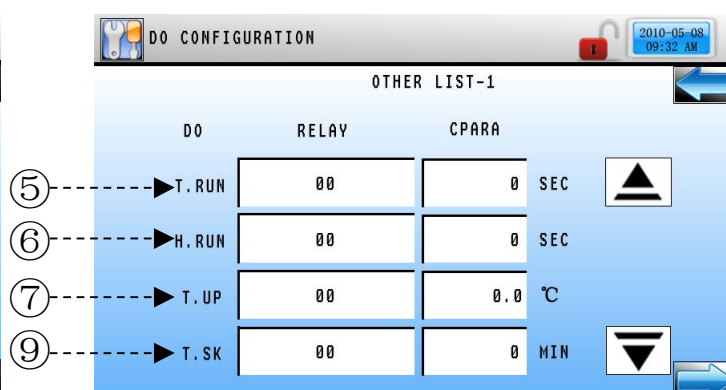 DO CONFIGURATION
2010-05-08
09:32 AM
OTHER LIST-1
DO RELAY CPARA
⑤ T.RUN 00 0 SEC
⑥ H.RUN 00 0 SEC
⑦ T.UP 00 0.0 ℃
⑨ T.SK 00 0 MIN